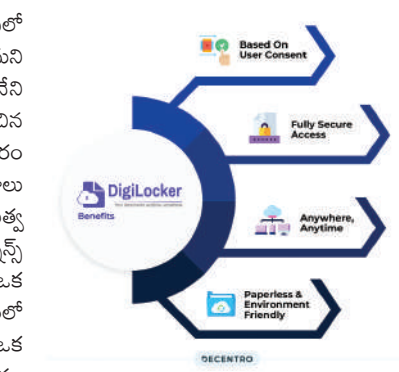 లో
ని
నేని
చిన
రం
లు
త్వ
ఒక
లో
ఒక
Based On
User Consent
Fully Secure
Access
DigiLocker
Benefits
Anywhere,
Anytime
Paperless &
Environment
Friendly
DECENTRO